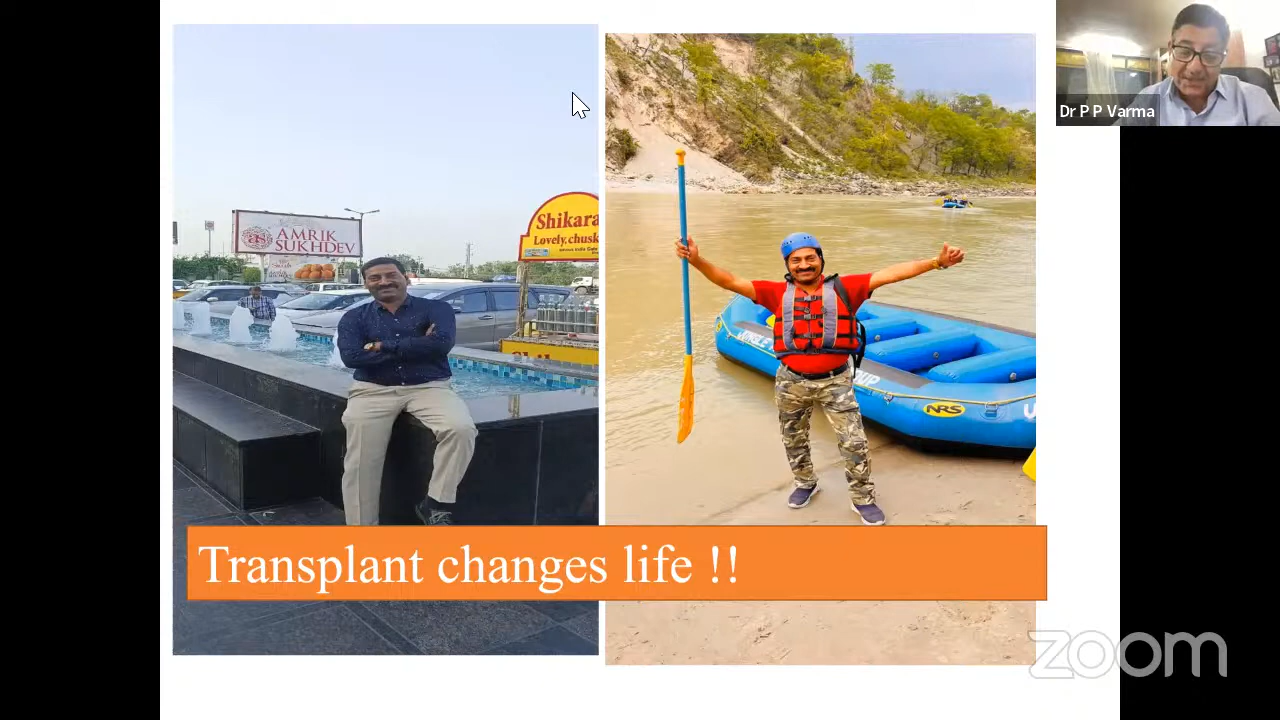 AMRIK
SUKHDEV
Shikara
Lovely,chusk
Transplant changes life !!
NRS
Dr P P Varma
zoom